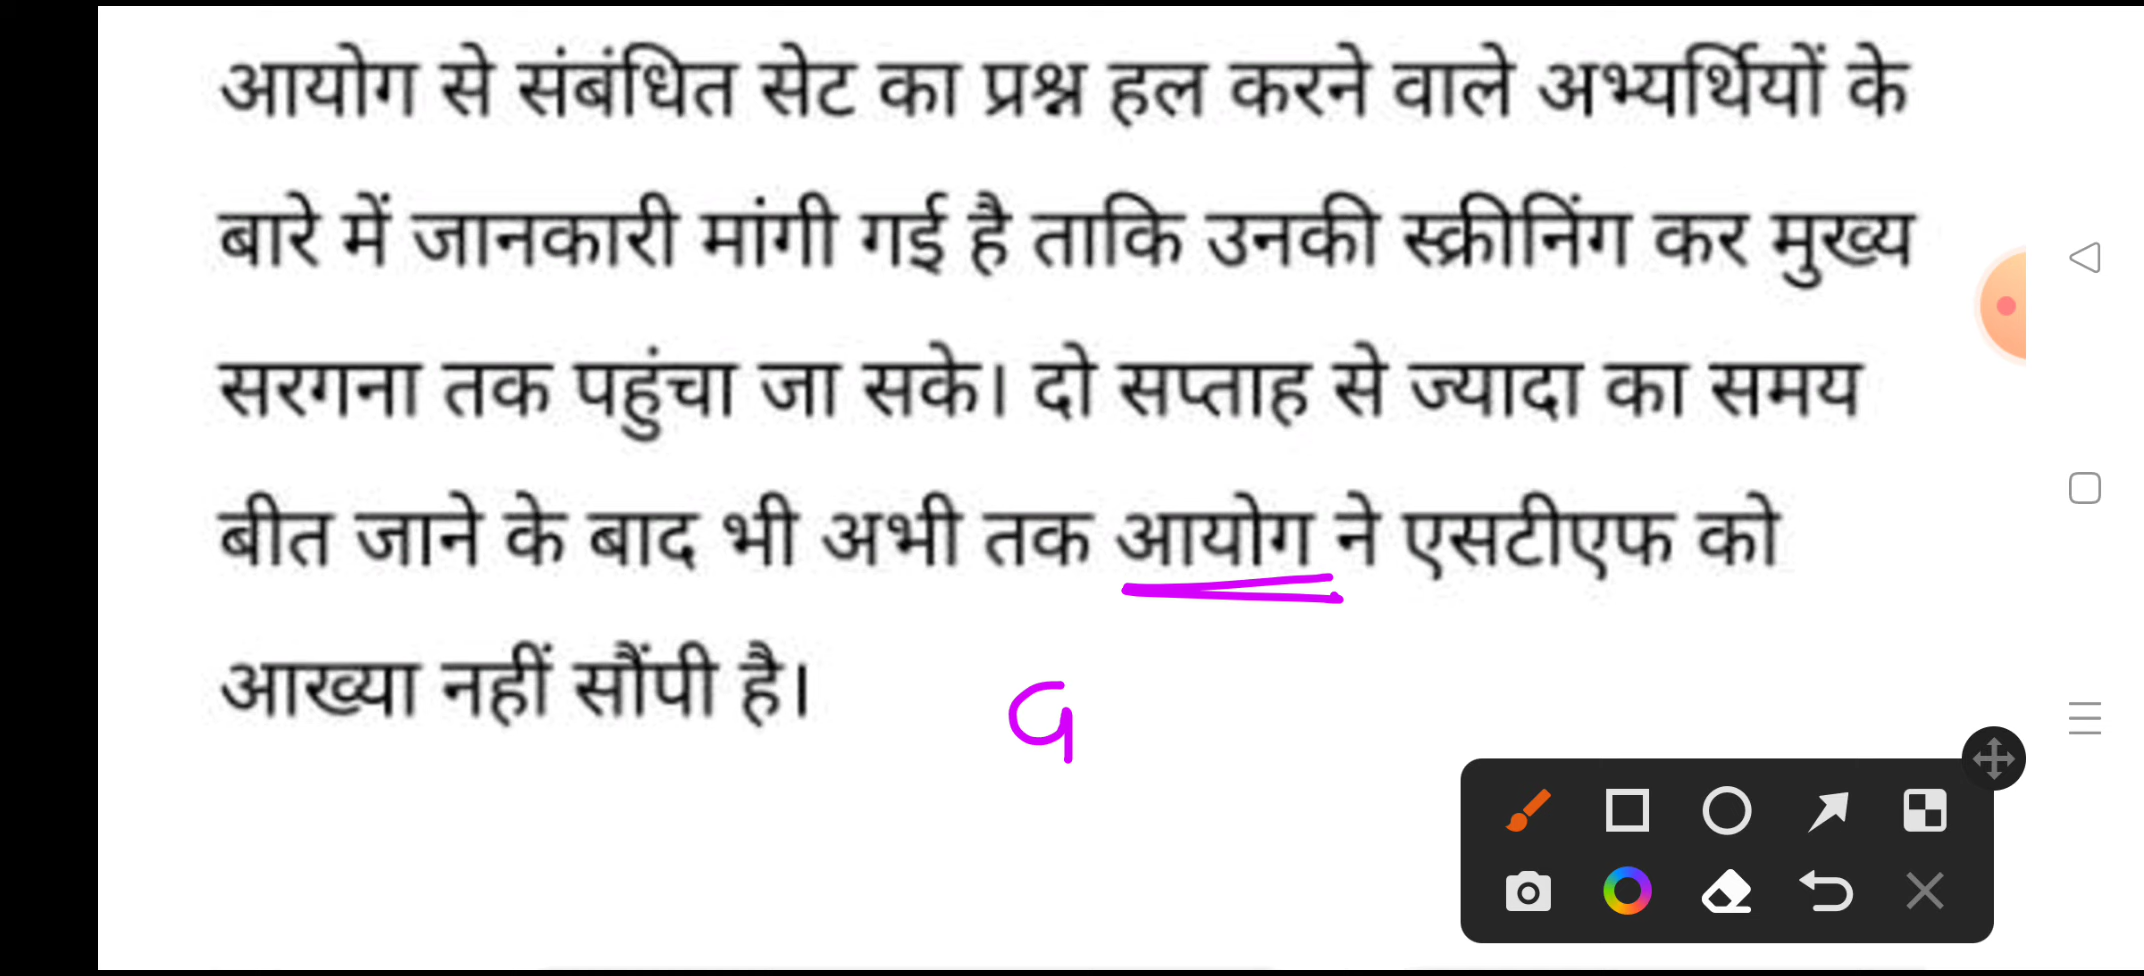 आयोग से संबंधित सेट का प्रश्न हल करने वाले अभ्यर्थियों के
बारे में जानकारी मांगी गई है ताकि उनकी स्क्रीनिंग कर मुख्य
सरगना तक पहुंचा जा सके। दो सप्ताह से ज्यादा का समय
बीत जाने के बाद भी अभी तक आयोग ने एसटीएफ को
आख्या नहीं सौंपी है।